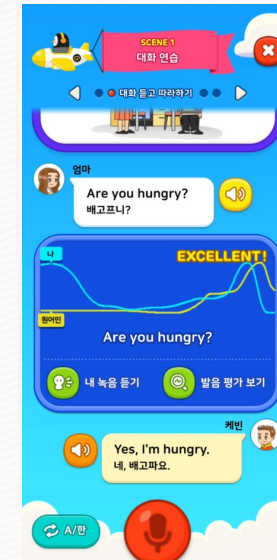 SCENE 1
대화 연습
대화 듣고 따라하기
엄마
Are you hungry?
배고프니?
나
EXCELLENT!
원어민
Are you hungry?
내 녹음 듣기
발음 평가 보기
케빈
Yes, I'm hungry.
네, 배고파요.
A/한